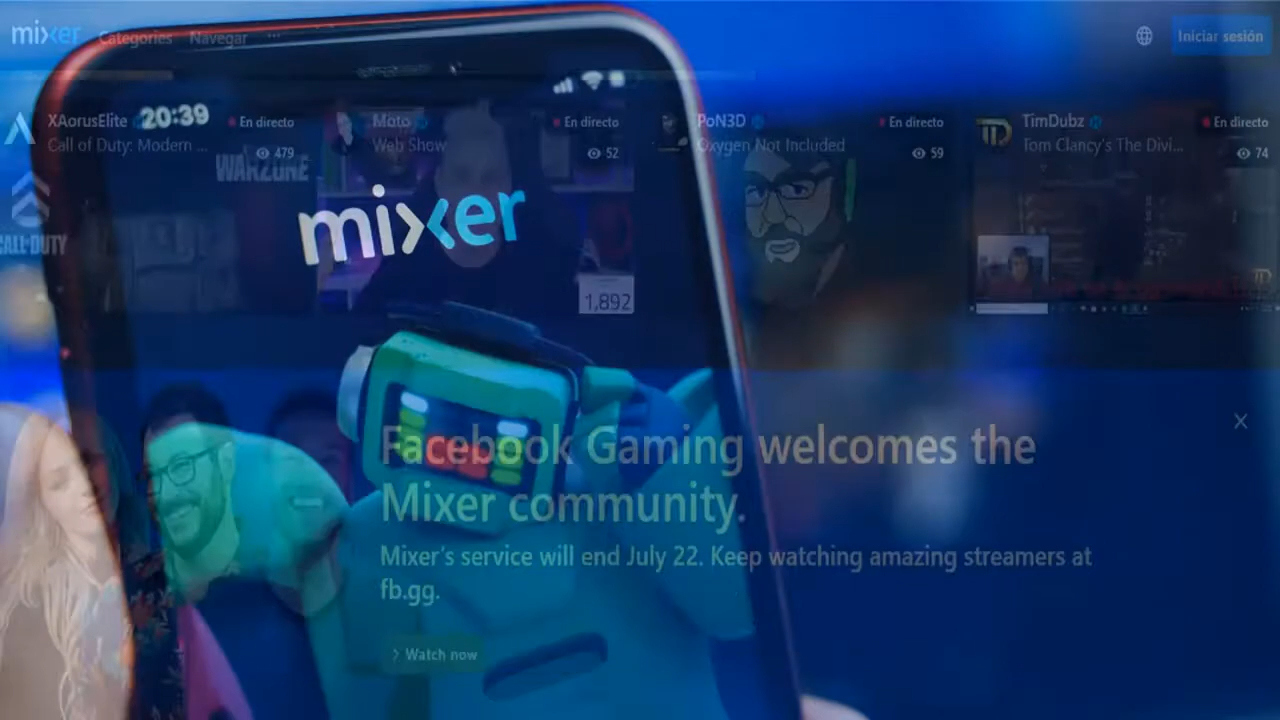 mixer Categories Navegar ... Iniciar sesión
20:39
XAorusElite En directo
Call of Duty: Modern ... 479
Moto En directo
Web Show 52
PoN3D En directo
Oxygen Not Included 59
TimDubz En directo
Tom Clancy's The Divi... 74
WARZONE
CALL OF DUTY
mixer
1,892
Facebook Gaming welcomes the
Mixer community.
Mixer's service will end July 22. Keep watching amazing streamers at
fb.gg.
> Watch now